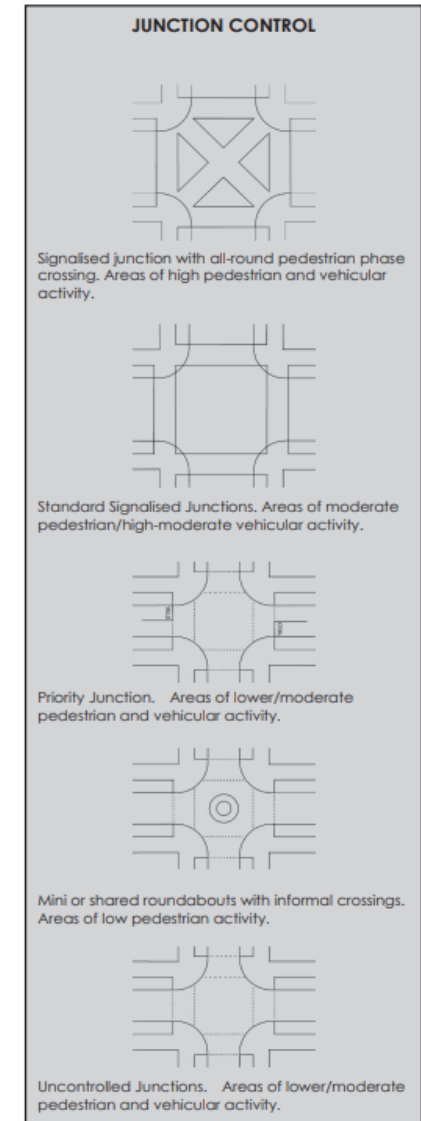 JUNCTION CONTROL
Signalised junction with all-round pedestrian phase
crossing. Areas of high pedestrian and vehicular
activity.
Standard Signalised Junctions. Areas of moderate
pedestrian/high-moderate vehicular activity.
Priority Junction. Areas of lower/moderate
pedestrian and vehicular activity.
Mini or shared roundabouts with informal crossings.
Areas of low pedestrian activity.
Uncontrolled Junctions. Areas of lower/moderate
pedestrian and vehicular activity.